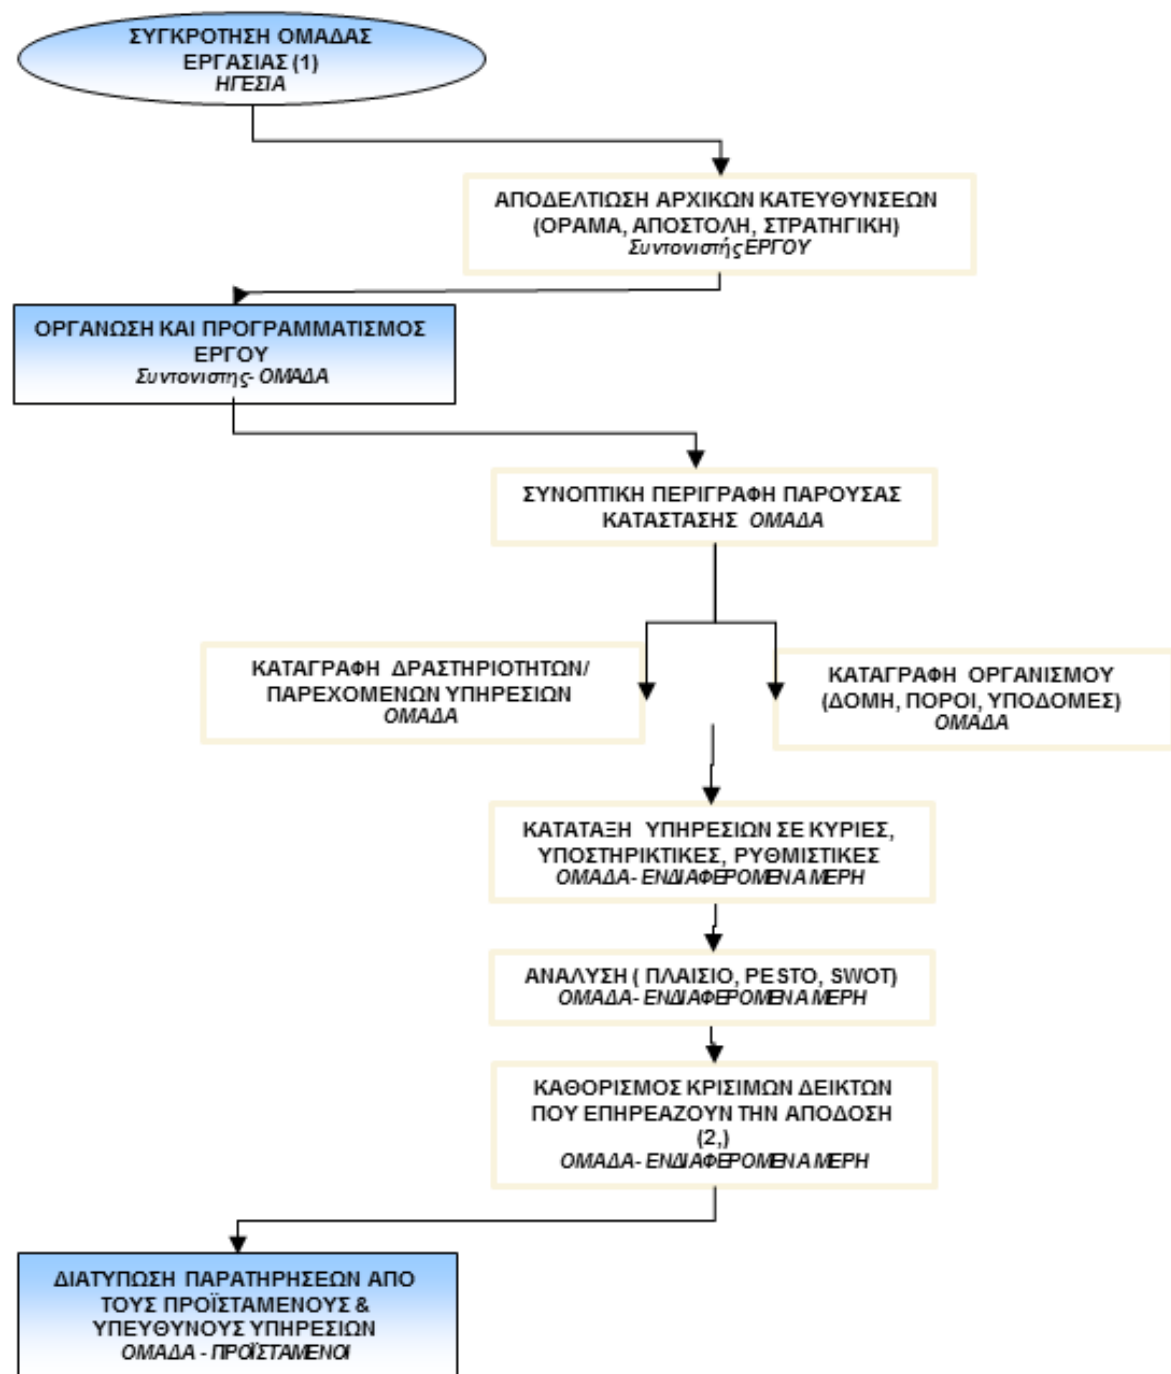 ΣΥΓΚΡΟΤΗΣΗ ΟΜΑΔΑΣ
ΕΡΓΑΣΙΑΣ (1)
ΗΓΕΣΙΑ
ΑΠΟΔΕΛΤΙΩΣΗ ΑΡΧΙΚΩΝ ΚΑΤΕΥΘΥΝΣΕΩΝ
(ΟΡΑΜΑ, ΑΠΟΣΤΟΛΗ, ΣΤΡΑΤΗΓΙΚΗ)
Συντονιστής ΕΡΓΟΥ
ΟΡΓΑΝΩΣΗ ΚΑΙ ΠΡΟΓΡΑΜΜΑΤΙΣΜΟΣ
ΕΡΓΟΥ
Συντονιστης- ΟΜΑΔΑ
ΣΥΝΟΠΤΙΚΗ ΠΕΡΙΓΡΑΦΗ ΠΑΡΟΥΣΑΣ
ΚΑΤΑΣΤΑΣΗΣ ΟΜΑΔΑ
ΚΑΤΑΓΡΑΦΗ ΔΡΑΣΤΗΡΙΟΤΗΤΩΝ/
ΠΑΡΕΧΟΜΕΝΩΝ ΥΠΗΡΕΣΙΩΝ
ΟΜΑΔΑ
ΚΑΤΑΓΡΑΦΗ ΟΡΓΑΝΙΣΜΟΥ
(ΔΟΜΗ, ΠΟΡΟΙ, ΥΠΟΔΟΜΕΣ)
ΟΜΑΔΑ
ΚΑΤΑΤΑΞΗ ΥΠΗΡΕΣΙΩΝ ΣΕ ΚΥΡΙΕΣ,
ΥΠΟΣΤΗΡΙΚΤΙΚΕΣ, ΡΥΘΜΙΣΤΙΚΕΣ
ΟΜΑΔΑ- ΕΝΔΙΑΦΕΡΟΜΕΝΑ ΜΕΡΗ
ΑΝΑΛΥΣΗ ( ΠΛΑΙΣΙΟ, PESTO, SWOT)
ΟΜΑΔΑ- ΕΝΔΙΑΦΕΡΟΜΕΝΑ ΜΕΡΗ
ΚΑΘΟΡΙΣΜΟΣ ΚΡΙΣΙΜΩΝ ΔΕΙΚΤΩΝ
ΠΟΥ ΕΠΗΡΕΑΖΟΥΝ ΤΗΝ ΑΠΟΔΟΣΗ
(2,)
ΟΜΑΔΑ- ΕΝΔΙΑΦΕΡΟΜΕΝΑ ΜΕΡΗ
ΔΙΑΤΥΠΩΣΗ ΠΑΡΑΤΗΡΗΣΕΩΝ ΑΠΟ
ΤΟΥΣ ΠΡΟΪΣΤΑΜΕΝΟΥΣ &
ΥΠΕΥΘΥΝΟΥΣ ΥΠΗΡΕΣΙΩΝ
ΟΜΑΔΑ - ΠΡΟΪΣΤΑΜΕΝΟΙ